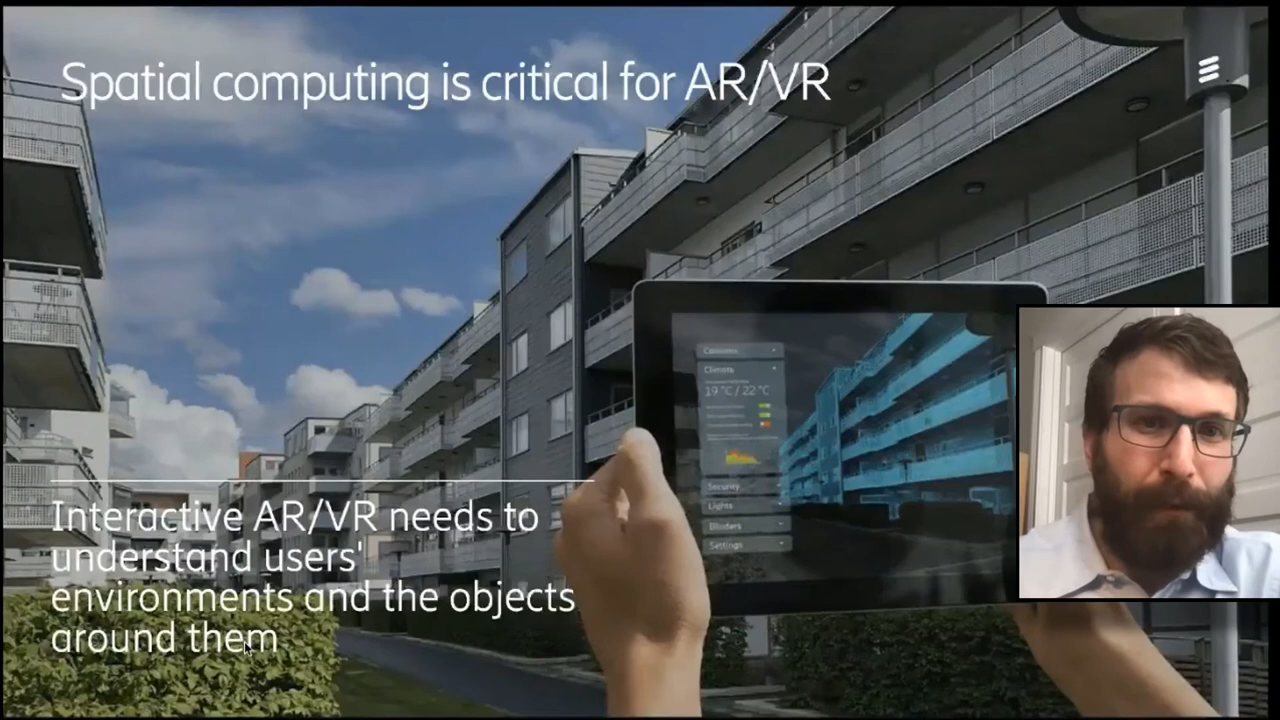 Spatial computing is critical for AR/VR
Climate
19 °C / 22 °C
Security
Lights
Blinders
Settings
Interactive AR/VR needs to
understand users'
environments and the objects
around them